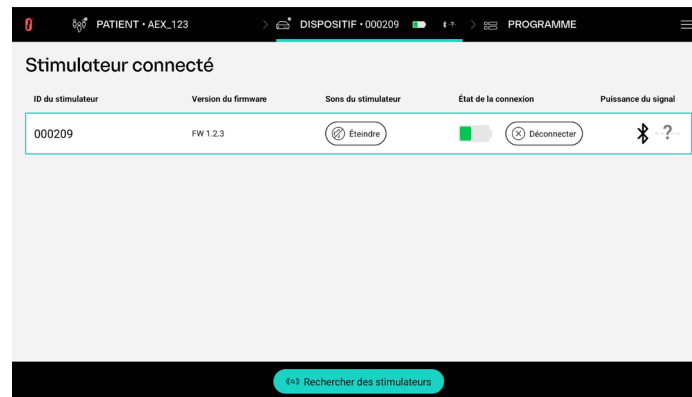 PATIENT • AEX_123 > DISPOSITIF • 000209 -?- > PROGRAMME
Stimulateur connecté
ID du stimulateur Version du firmware Sons du stimulateur État de la connexion Puissance du signal
000209 FW 1.2.3 Éteindre Déconnecter --?--
Rechercher des stimulateurs